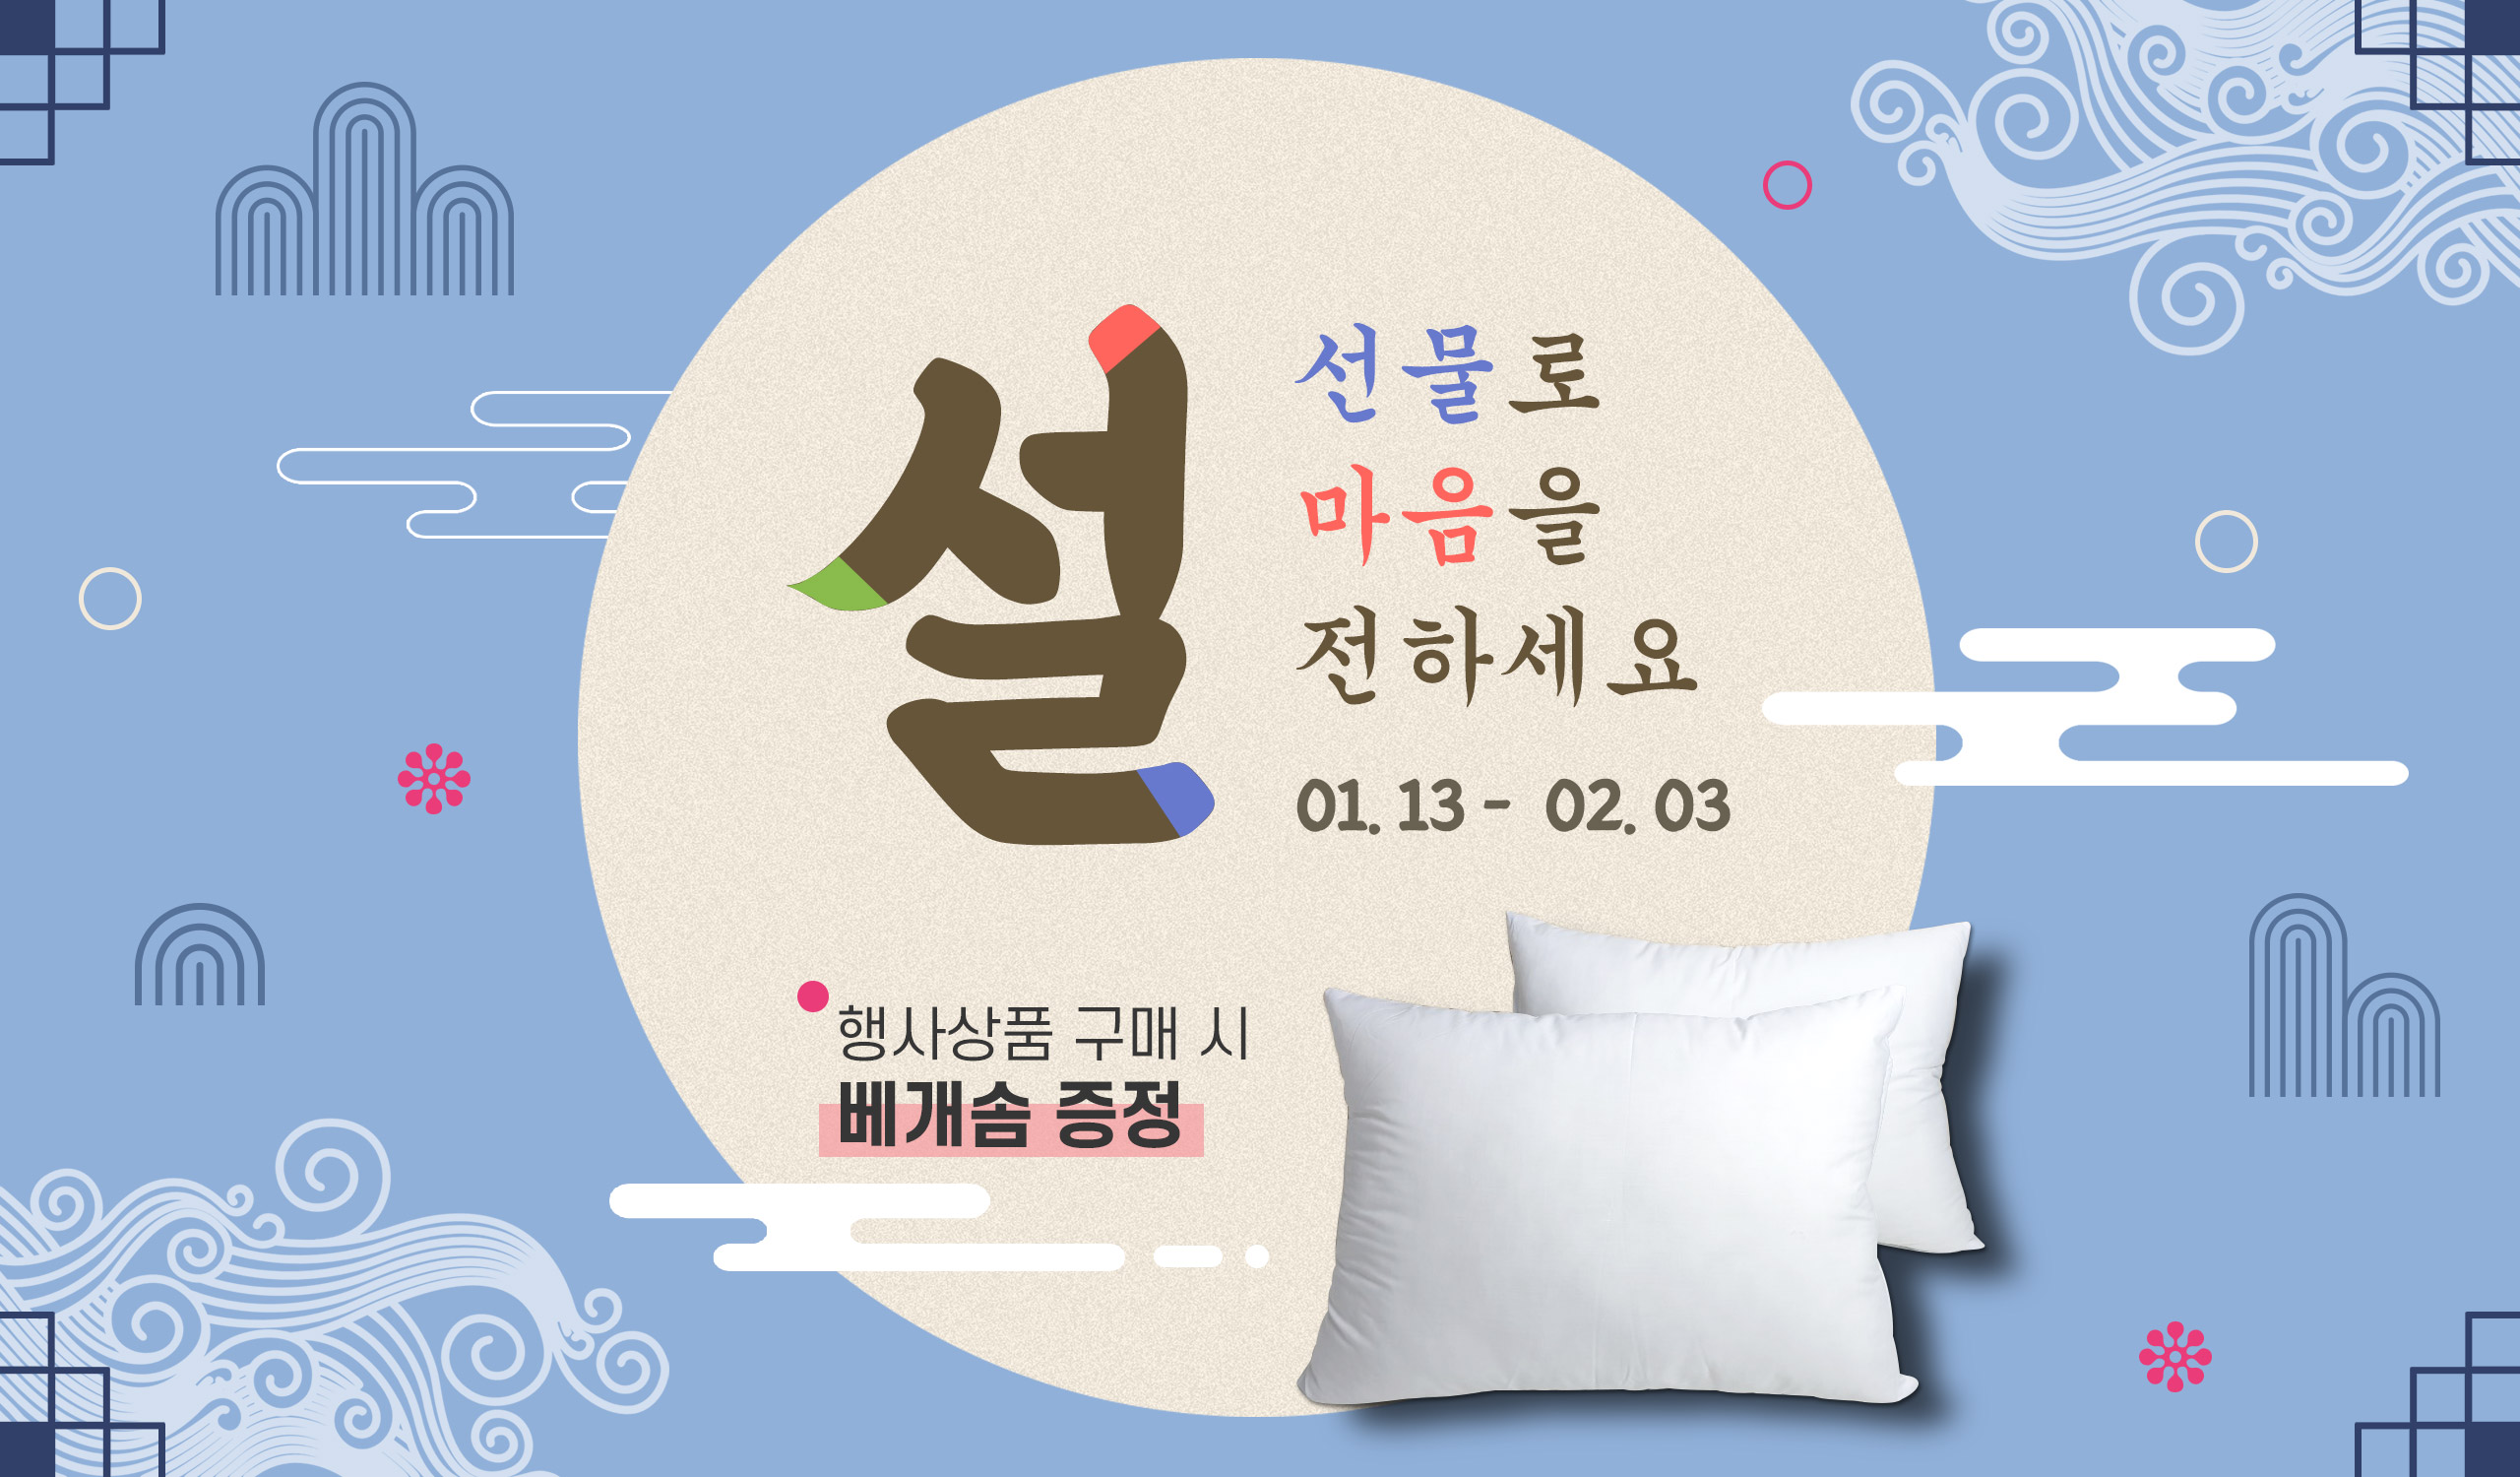 설
선물로
마음을
전하세요
01. 13 - 02. 03
행사상품 구매 시
베개솜 증정